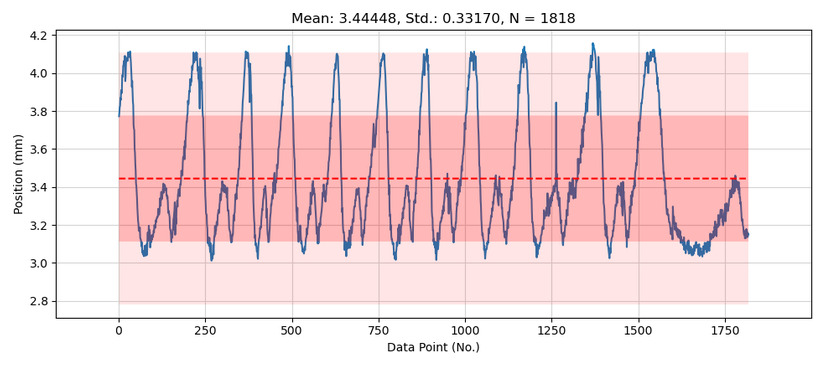 Mean: 3.44448, Std.: 0.33170, N = 1818
Position (mm)
4.2
4.0
3.8
3.6
3.4
3.2
3.0
2.8
0 250 500 750 1000 1250 1500 1750
Data Point (No.)